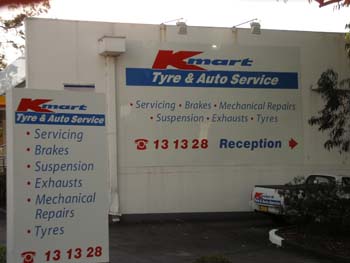 Kmart
Tyre & Auto Service
• Servicing • Brakes • Mechanical Repairs
• Suspension • Exhausts • Tyres
☎ 13 13 28 Reception
Kmart
Tyre & Auto Service
• Servicing
• Brakes
• Suspension
• Exhausts
• Mechanical
Repairs
• Tyres
☎ 13 13 28